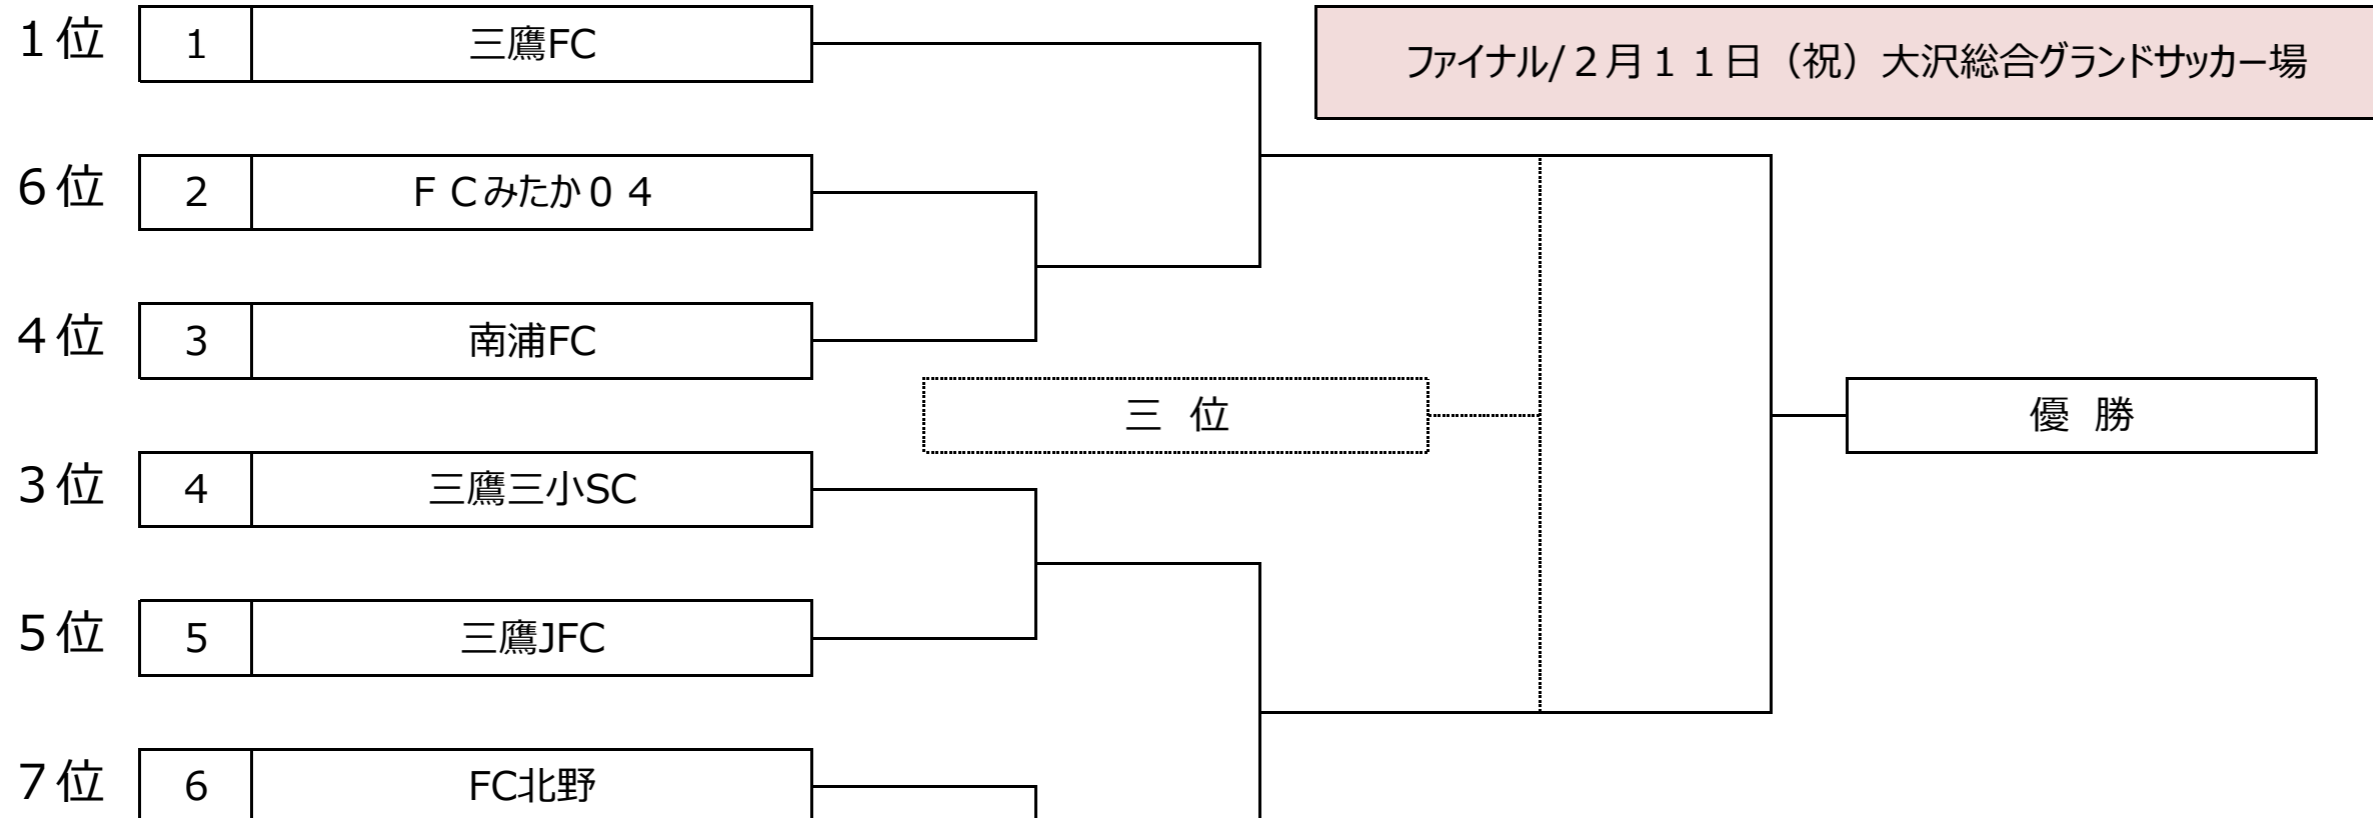 1位 1 三鷹FC
ファイナル/２月１１日（祝）大沢総合グランドサッカー場
6位 2 ＦＣみたか０４
4位 3 南浦FC
三 位
優 勝
3位 4 三鷹三小SC
5位 5 三鷹JFC
7位 6 FC北野